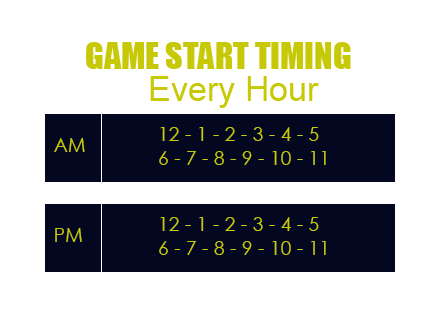 GAME START TIMING
Every Hour
AM
12 - 1 - 2 - 3 - 4 - 5
6 - 7 - 8 - 9 - 10 - 11
PM
12 - 1 - 2 - 3 - 4 - 5
6 - 7 - 8 - 9 - 10 - 11